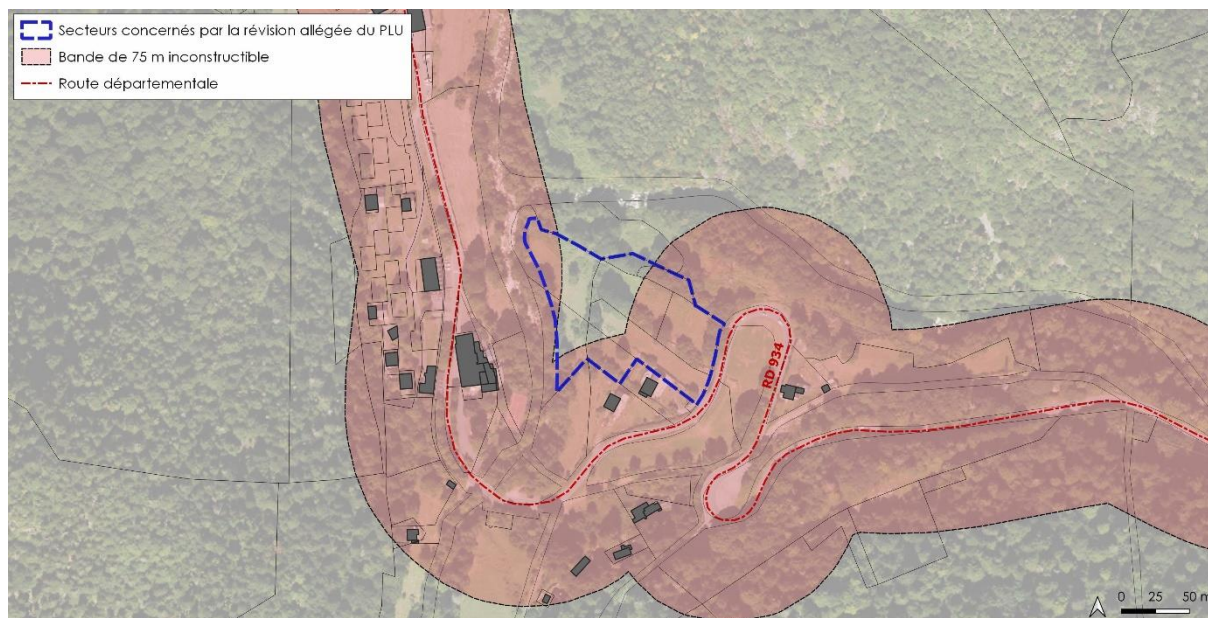 Secteurs concernés par la révision allégée du PLU
Bande de 75 m inconstructible
Route départementale
RD 934
0 25 50 m